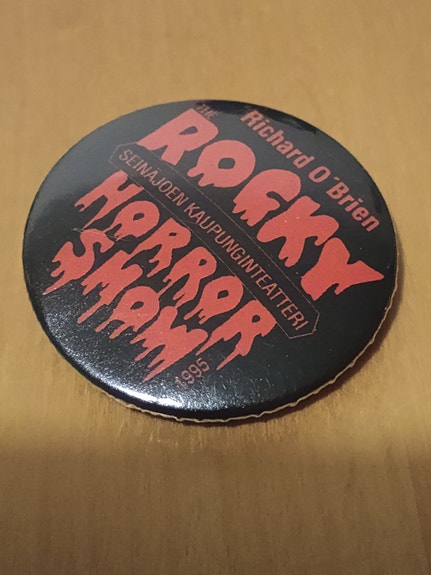 Richard O'Brien
THE
ROCKY
SEINÄJOEN KAUPUNGINTEATTERI
HORROR
SHOW
1995